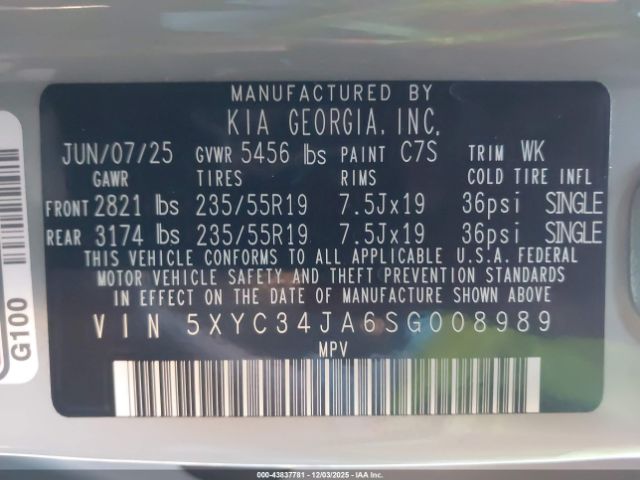 MANUFACTURED BY
KIA GEORGIA, INC.
JUN/07/25 GVWR 5456 lbs PAINT C7S TRIM WK
GAWR TIRES RIMS COLD TIRE INFL
FRONT 2821 lbs 235/55R19 7.5Jx19 36psi SINGLE
REAR 3174 lbs 235/55R19 7.5Jx19 36psi SINGLE
THIS VEHICLE CONFORMS TO ALL APPLICABLE U.S.A. FEDERAL
MOTOR VEHICLE SAFETY AND THEFT PREVENTION STANDARDS
IN EFFECT ON THE DATE OF MANUFACTURE SHOWN ABOVE.
VIN 5XYC34JA6SG008989
MPV
G100
000-43837781 - 12/03/2025 - IAAI.COM